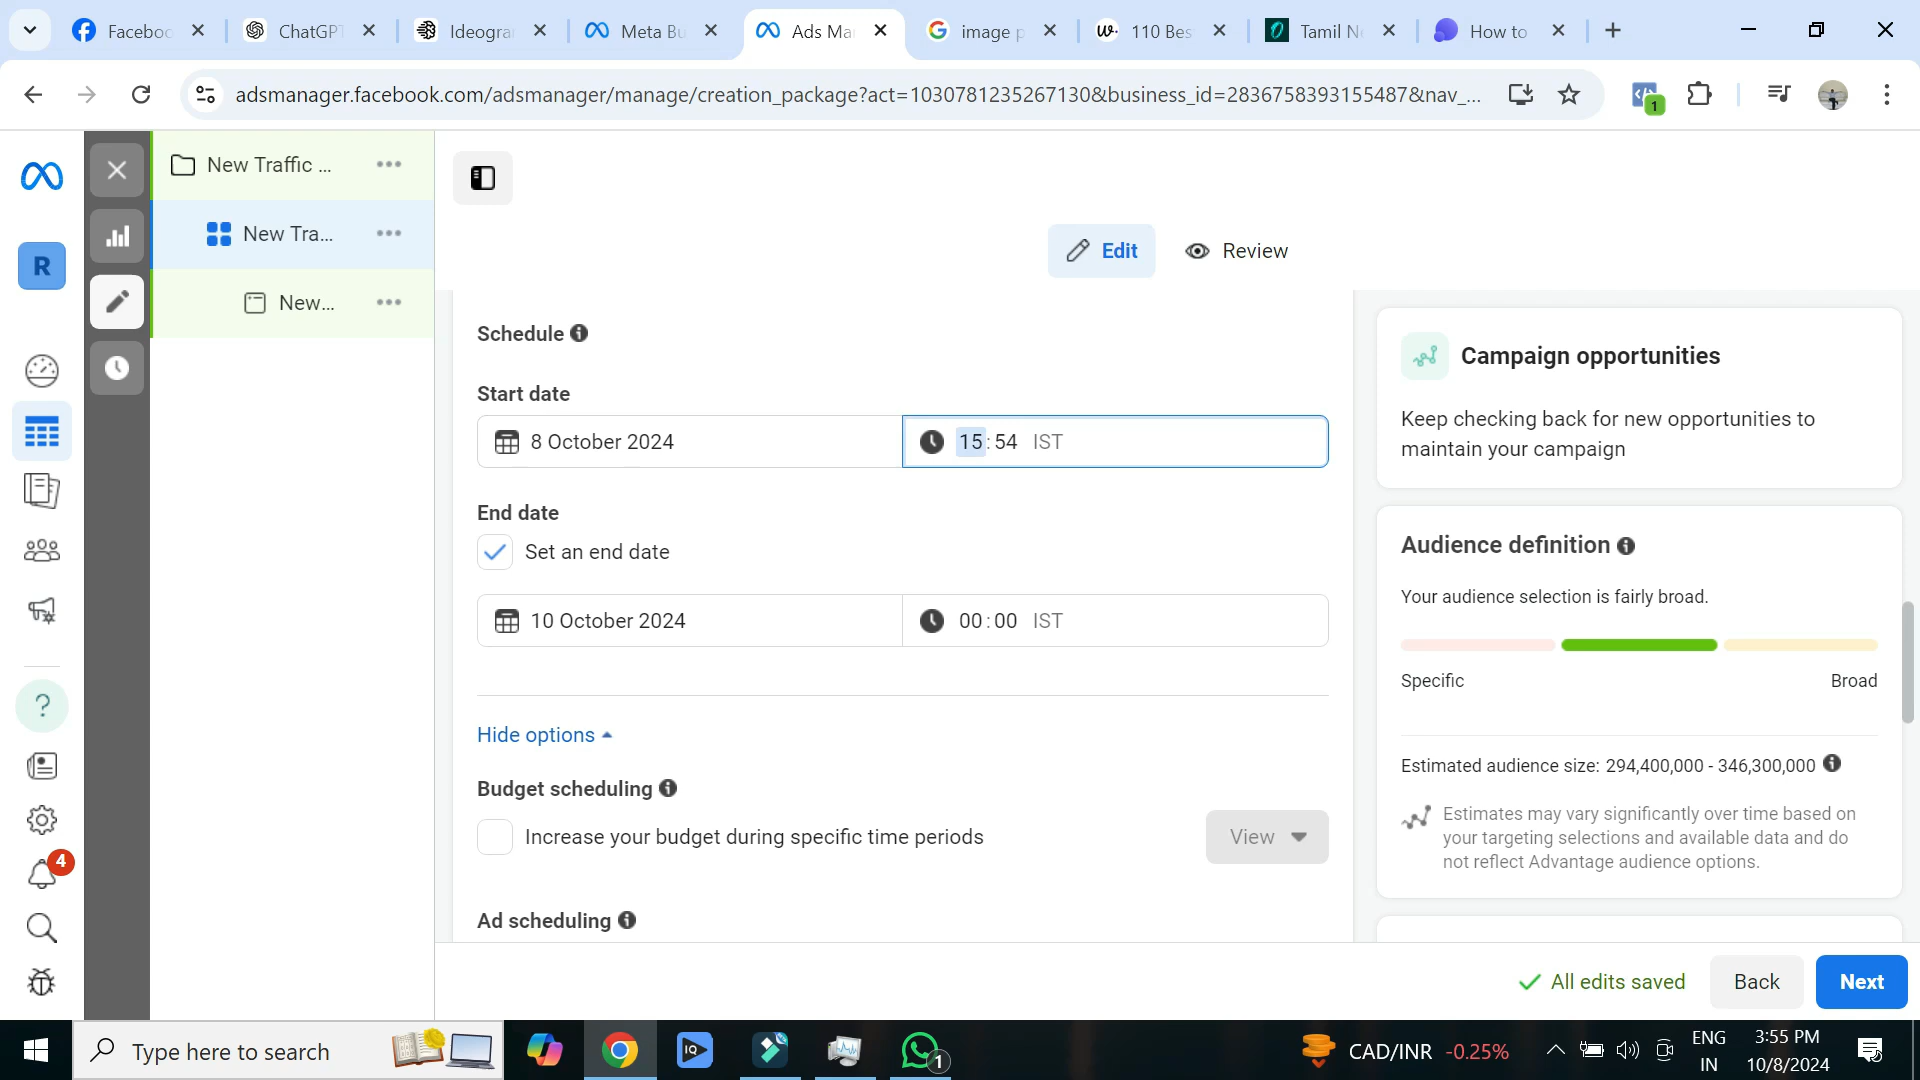 Faceboo
ChatGPT
Ideogra
Meta Bu
Ads Ma
image p
110 Bes
Tamil N
How to
adsmanager.facebook.com/adsmanager/manage/creation_package?act=1030781235267130&business_id=2836758393155487&nav_...
1
New Traffic ...
New Tra...
New...
R
4
Edit
Review
Schedule
Start date
8 October 2024
15:54 IST
End date
Set an end date
10 October 2024
00:00 IST
Hide options
Budget scheduling
Increase your budget during specific time periods
View
Ad scheduling
Campaign opportunities
Keep checking back for new opportunities to
maintain your campaign
Audience definition
Your audience selection is fairly broad.
Specific
Broad
Estimated audience size: 294,400,000 - 346,300,000
Estimates may vary significantly over time based on
your targeting selections and available data and do
not reflect Advantage audience options.
All edits saved
Back
Next
Type here to search
IQ
1
CAD/INR -0.25%
ENG
IN
3:55 PM
10/8/2024